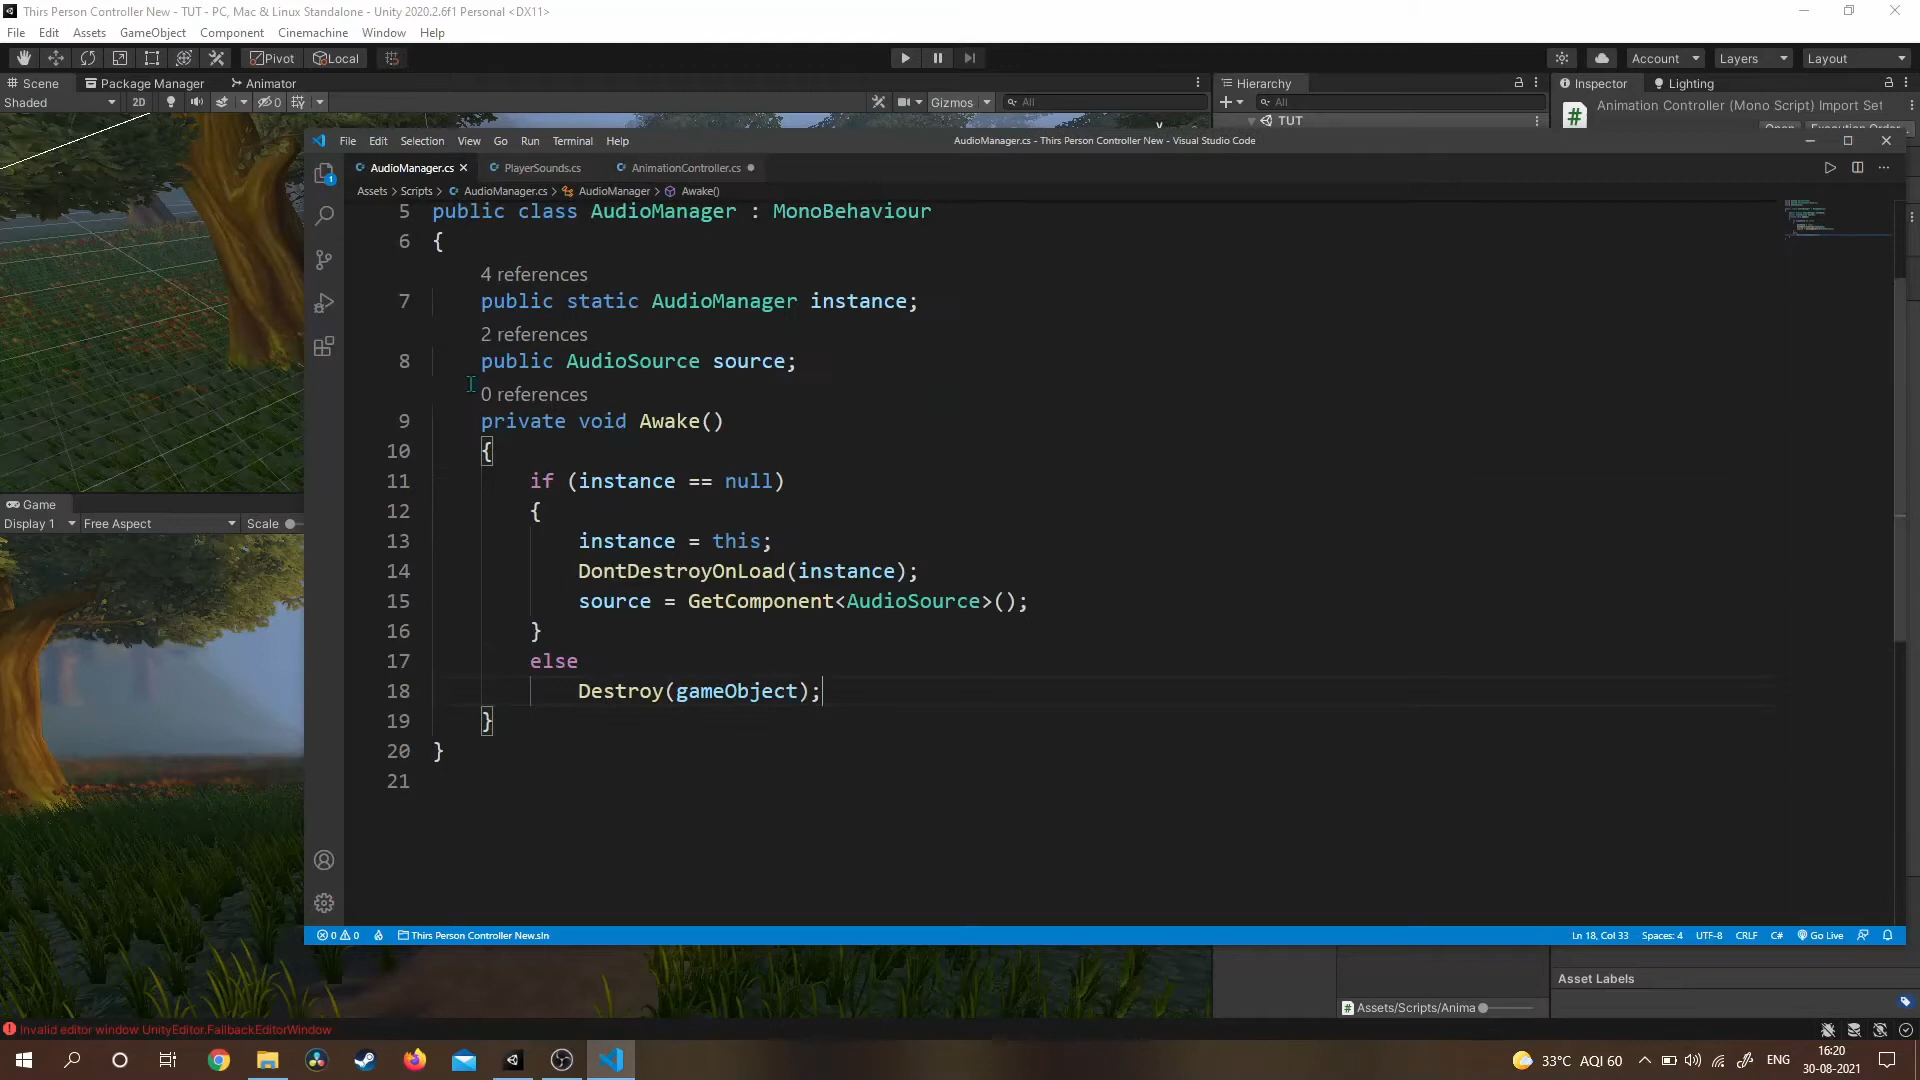 Thirs Person Controller New - TUT - PC, Mac & Linux Standalone - Unity 2020.2.6f1 Personal <DX11>
File Edit Assets GameObject Component Cinemachine Window Help
Pivot Local Account Layers Layout
Scene Package Manager Animator Hierarchy Inspector Lighting
Shaded 2D 0 Gizmos All All Animation Controller (Mono Script) Import Set
TUT Open Execution Order...
File Edit Selection View Go Run Terminal Help AudioManager.cs - Thirs Person Controller New - Visual Studio Code
AudioManager.cs PlayerSounds.cs AnimationController.cs
Assets > Scripts > AudioManager.cs > AudioManager > Awake()
5 public class AudioManager : MonoBehaviour
6 {
4 references
7 public static AudioManager instance;
2 references
8 public AudioSource source;
0 references
9 private void Awake()
10 {
11 if (instance == null)
12 {
13 instance = this;
14 DontDestroyOnLoad(instance);
15 source = GetComponent<AudioSource>();
16 }
17 else
18 Destroy(gameObject);
19 }
20 }
21
Game
Display 1 Free Aspect Scale
1
0 0 Thirs Person Controller New.sln Ln 18, Col 33 Spaces: 4 UTF-8 CRLF C# Go Live
Asset Labels
Assets/Scripts/Anima
Invalid editor window UnityEditor.FallbackEditorWindow
33°C AQI 60 ENG 16:20
30-08-2021